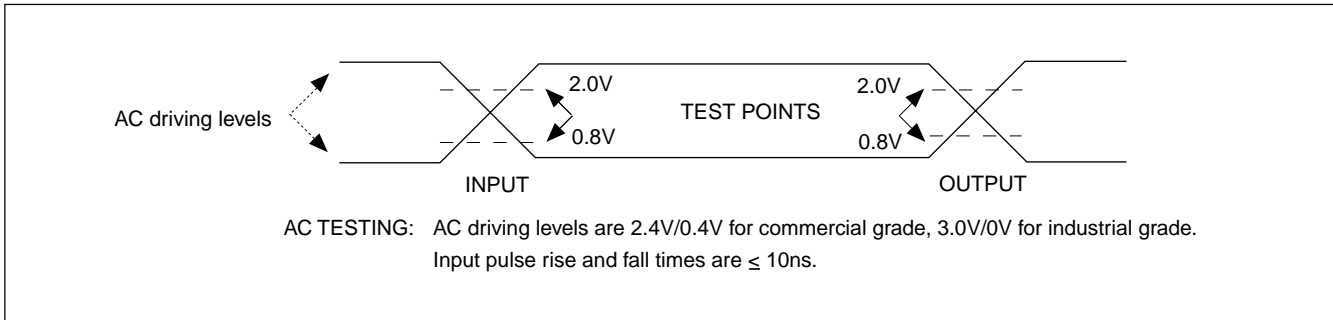 2.0V
2.0V
AC driving levels
TEST POINTS
0.8V
0.8V
INPUT
OUTPUT
AC TESTING: AC driving levels are 2.4V/0.4V for commercial grade, 3.0V/0V for industrial grade.
Input pulse rise and fall times are ≤ 10ns.